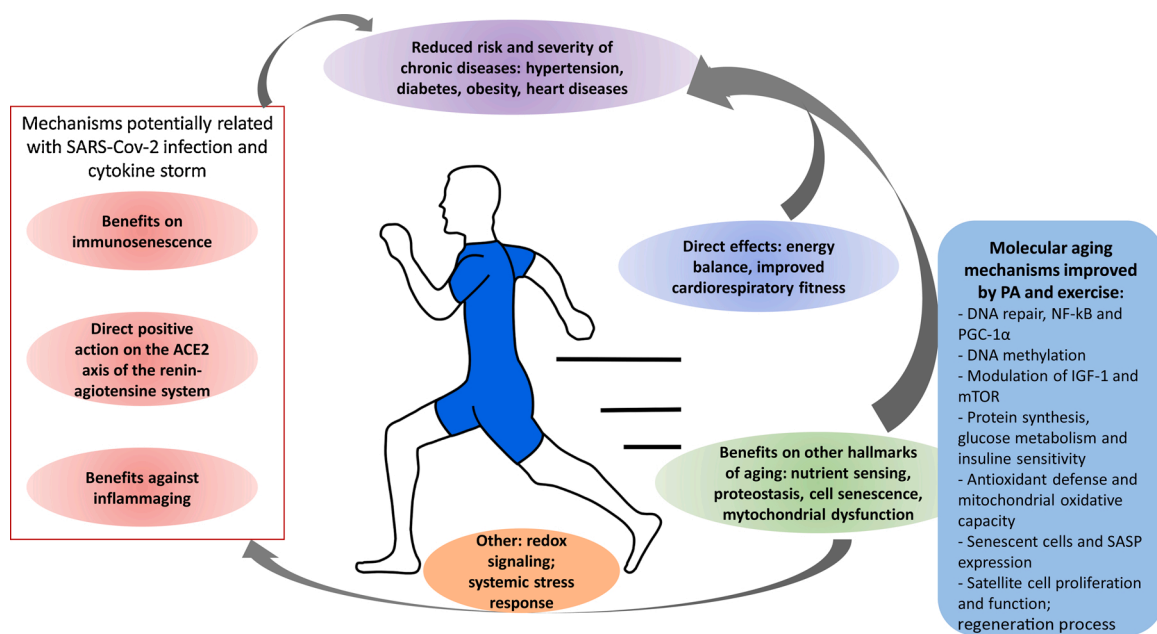 Reduced risk and severity of
chronic diseases: hypertension,
diabetes, obesity, heart diseases
Mechanisms potentially related
with SARS-Cov-2 infection and
cytokine storm
Benefits on
immunosenescence
Direct positive
action on the ACE2
axis of the renin-
agiotensine system
Benefits against
inflammaging
Direct effects: energy
balance, improved
cardiorespiratory fitness
Benefits on other hallmarks
of aging: nutrient sensing,
proteostasis, cell senescence,
mytochondrial dysfunction
Other: redox
signaling;
systemic stress
response
Molecular aging
mechanisms improved
by PA and exercise:
- DNA repair, NF-kB and
PGC-1α
- DNA methylation
- Modulation of IGF-1 and
mTOR
- Protein synthesis,
glucose metabolism and
insuline sensitivity
- Antioxidant defense and
mitochondrial oxidative
capacity
- Senescent cells and SASP
expression
- Satellite cell proliferation
and function;
regeneration process